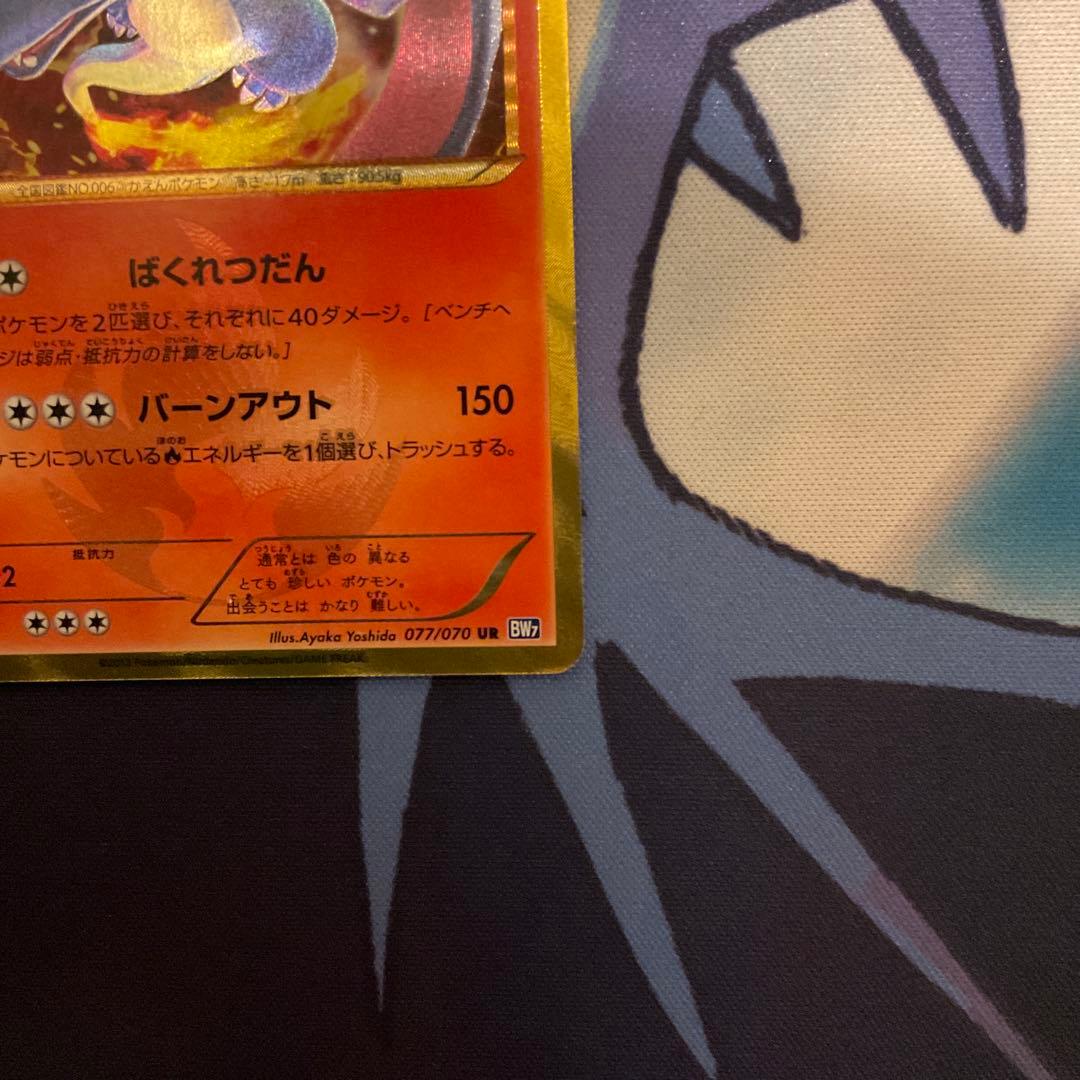 全国図鑑NO.006 かえんポケモン 高さ:1.7m 重さ:90.5kg
ばくれつだん
ポケモンを2匹選び、それぞれに40ダメージ。[ベンチへ
ジは弱点・抵抗力の計算をしない。]
バーンアウト 150
ケモンについているエネルギーを1個選び、トラッシュする。
抵抗力
×2
通常とは 色の 異なる
とても 珍しい ポケモン。
出会うことは かなり 難しい。
Illus.Ayaka Yoshida 077/070 UR BW7
©2012 Pokémon/Nintendo/Creatures/GAME FREAK.